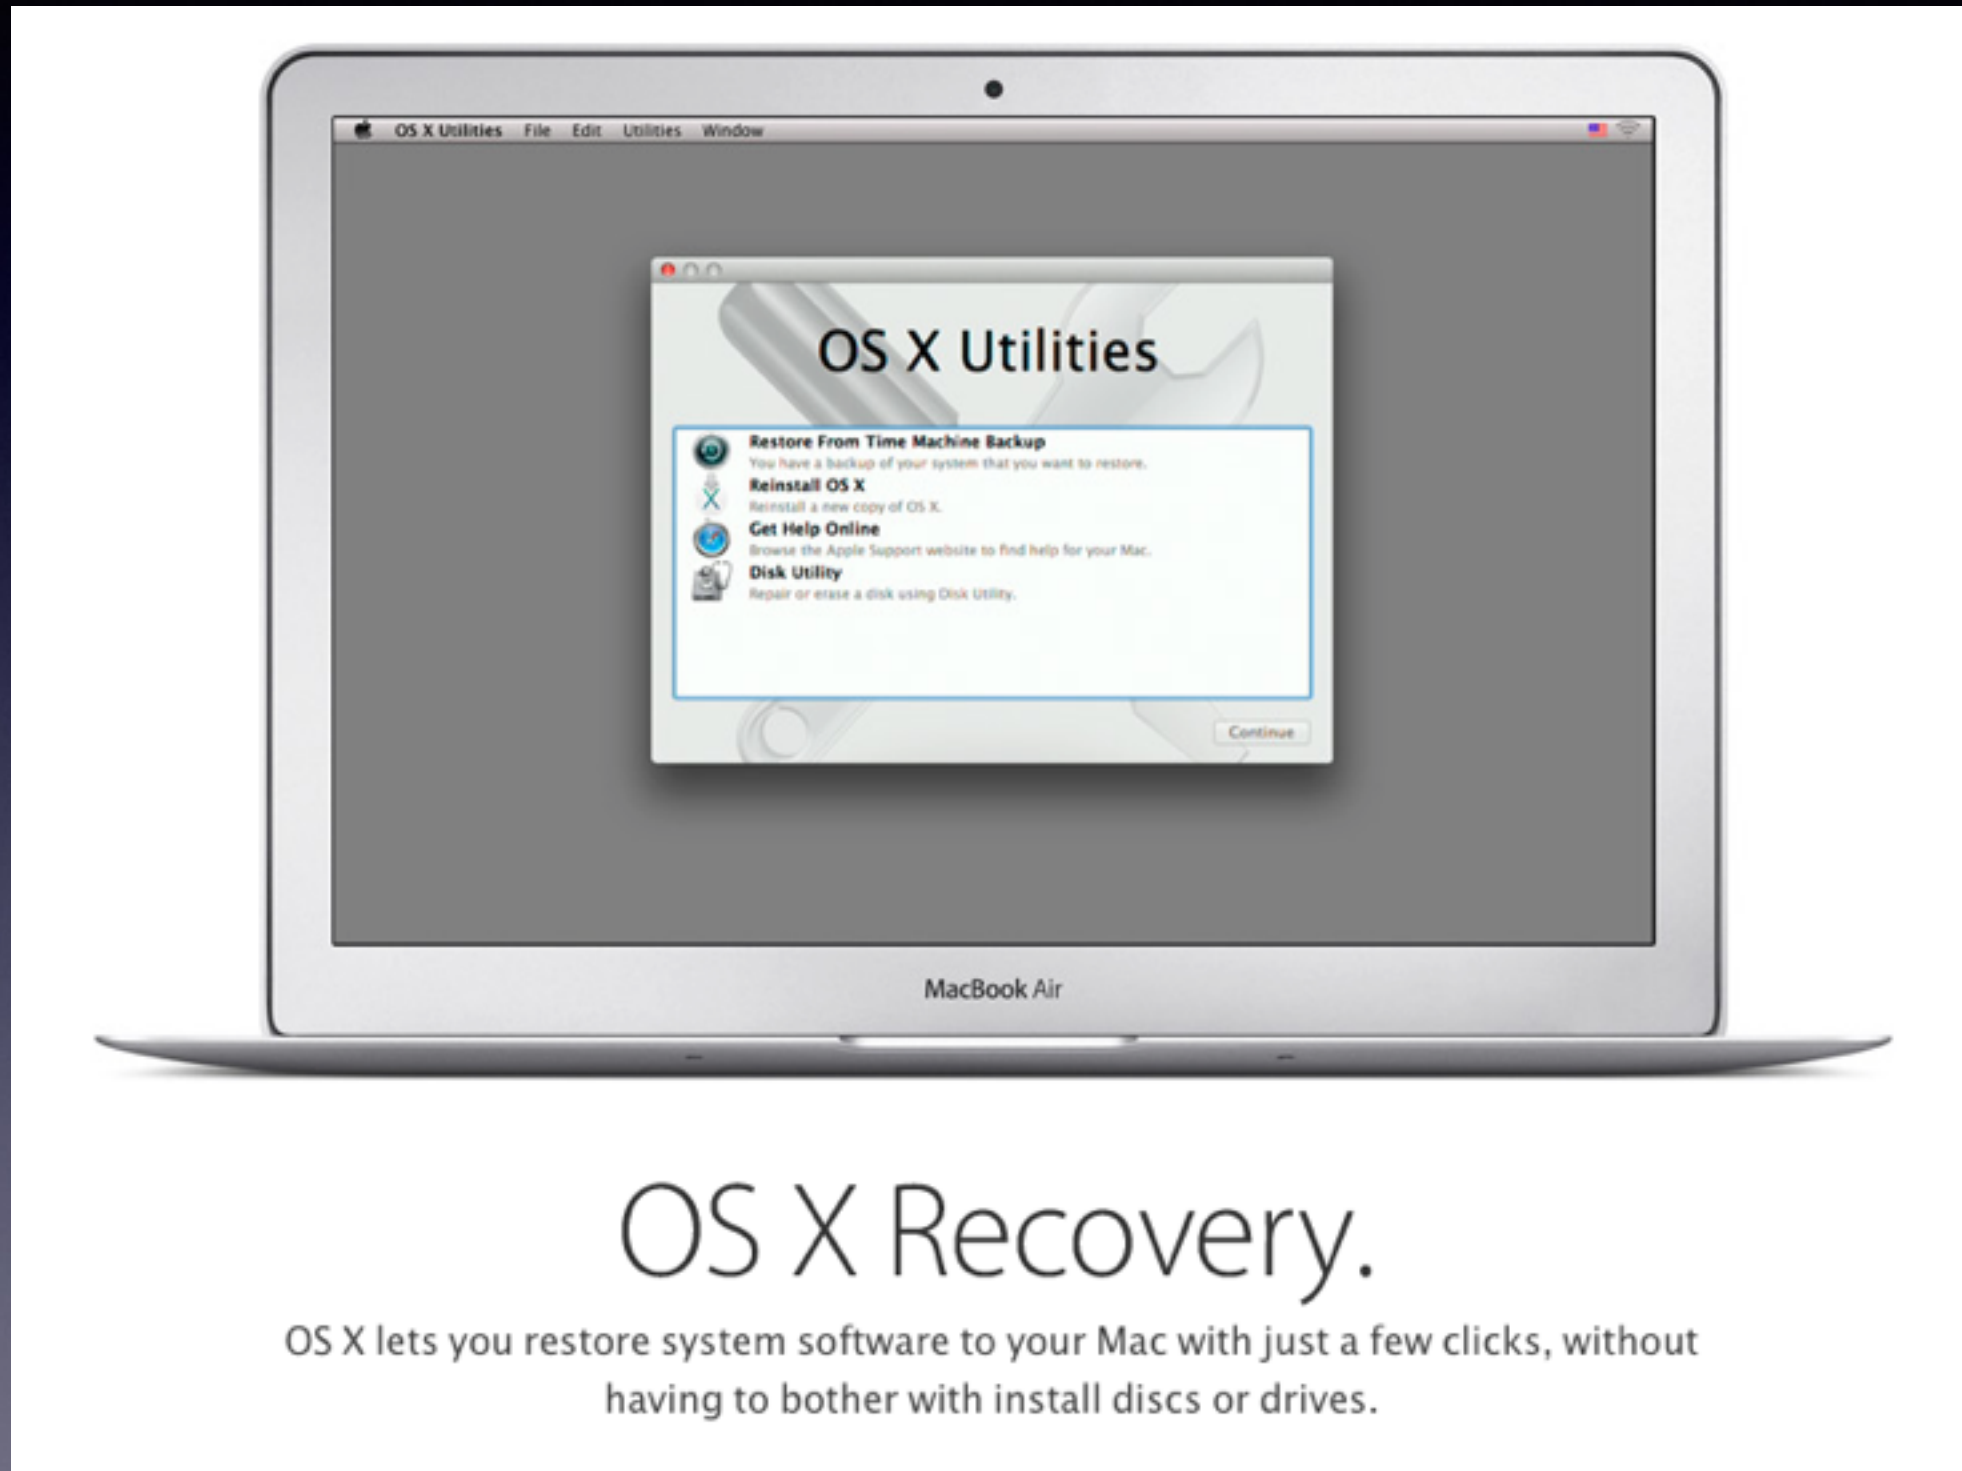 OS X Utilities File Edit Utilities Window
OS X Utilities
Restore From Time Machine Backup
You have a backup of your system that you want to restore.
Reinstall OS X
Reinstall a new copy of OS X.
Get Help Online
Browse the Apple Support website to find help for your Mac.
Disk Utility
Repair or erase a disk using Disk Utility.
Continue
MacBook Air
OS X Recovery.
OS X lets you restore system software to your Mac with just a few clicks, without
having to bother with install discs or drives.